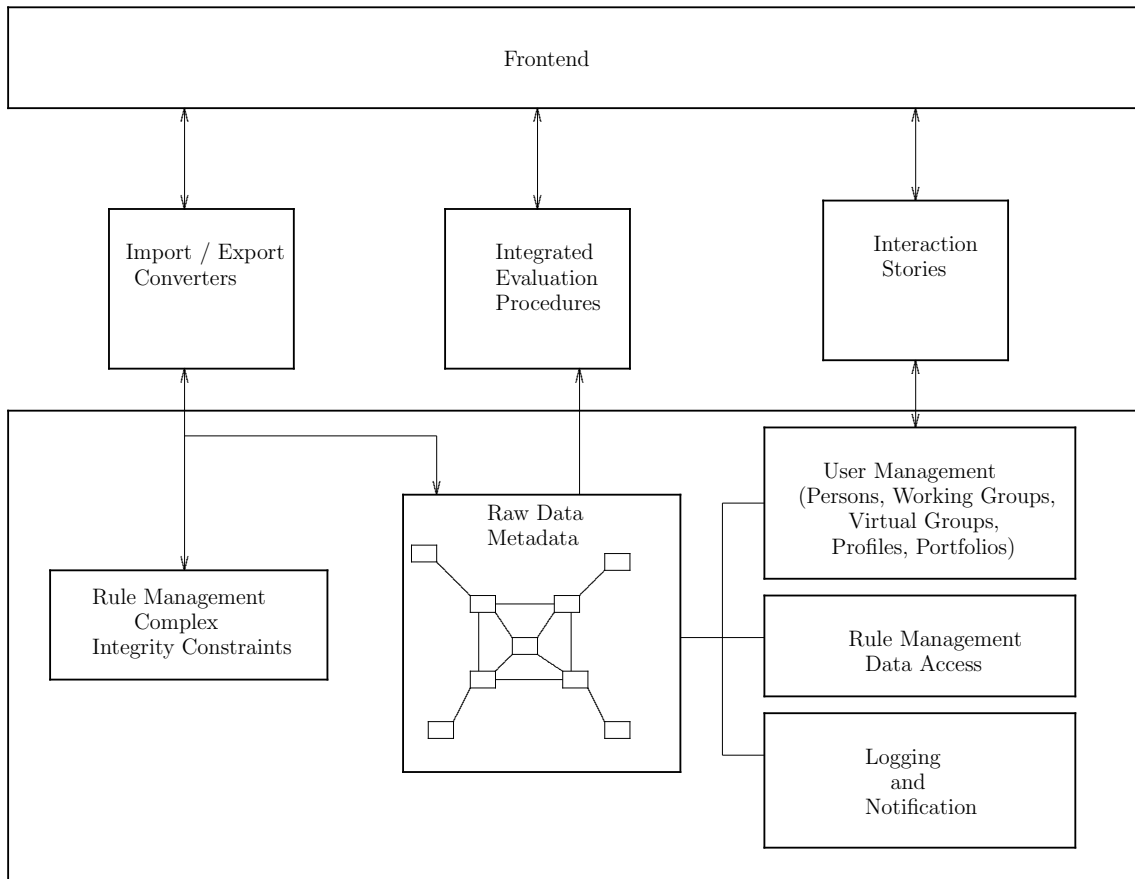 Frontend
Import / Export
Converters
Integrated
Evaluation
Procedures
Interaction
Stories
User Management
(Persons, Working Groups,
Virtual Groups,
Profiles, Portfolios)
Raw Data
Metadata
Rule Management
Complex
Integrity Constraints
Rule Management
Data Access
Logging
and
Notification